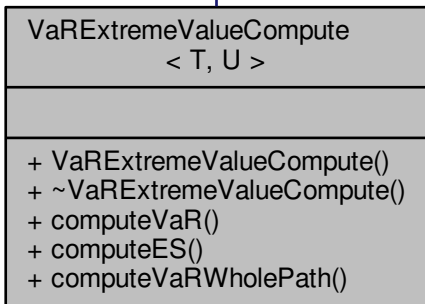 VaRExtremeValueCompute
< T, U >
+ VaRExtremeValueCompute()
+ ~VaRExtremeValueCompute()
+ computeVaR()
+ computeES()
+ computeVaRWholePath()